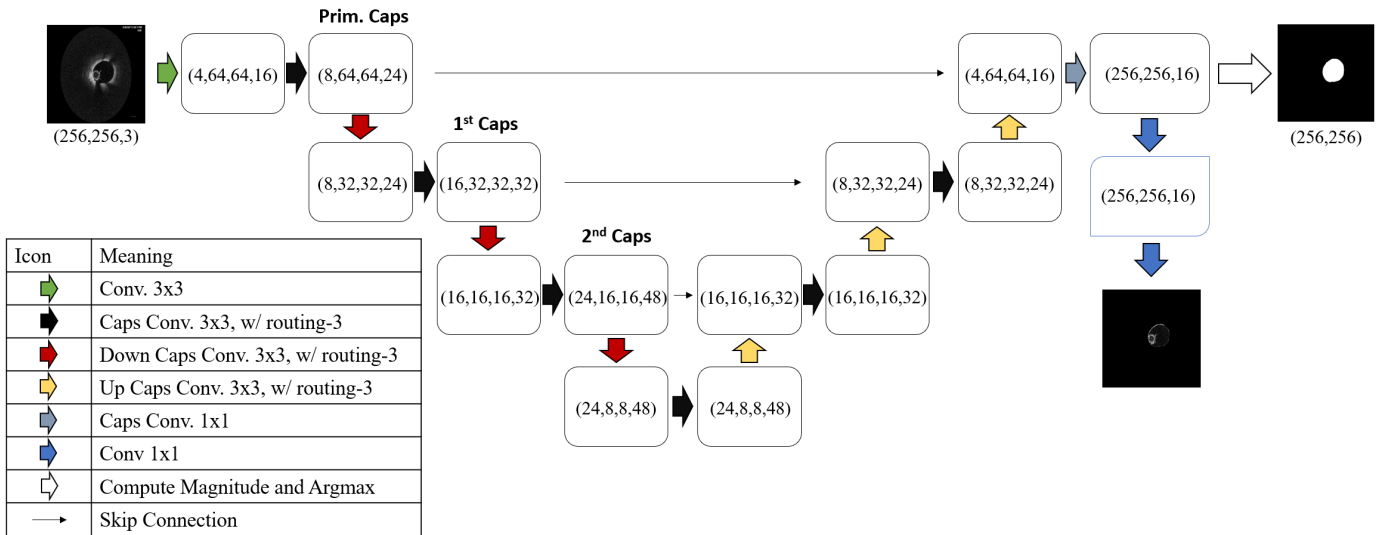 Prim. Caps
(4,64,64,16)
(8,64,64,24)
(4,64,64,16)
(256,256,16)
(256,256,3)
(256,256)
1st Caps
(8,32,32,24)
(16,32,32,32)
(8,32,32,24)
(8,32,32,24)
(256,256,16)
2nd Caps
(16,16,16,32)
(24,16,16,48)
(16,16,16,32)
(16,16,16,32)
(24,8,8,48)
(24,8,8,48)
Icon Meaning
Conv. 3x3
Caps Conv. 3x3, w/ routing-3
Down Caps Conv. 3x3, w/ routing-3
Up Caps Conv. 3x3, w/ routing-3
Caps Conv. 1x1
Conv 1x1
Compute Magnitude and Argmax
Skip Connection